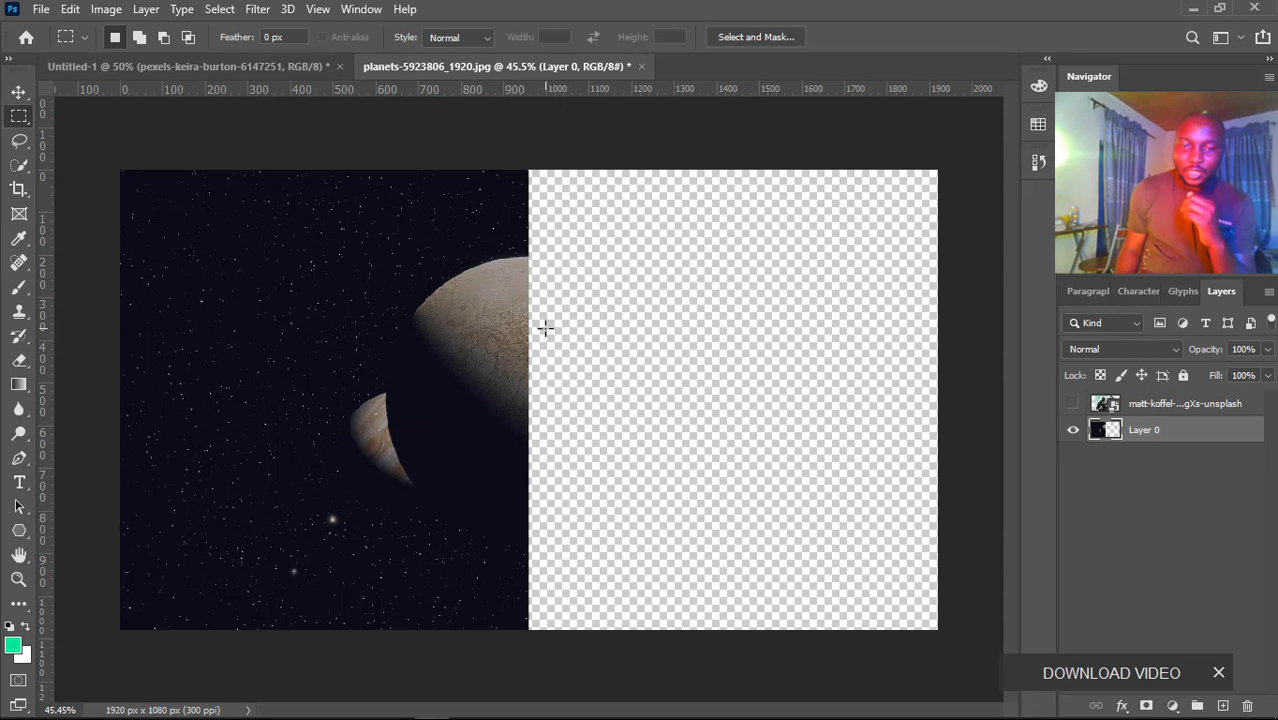 Ps File Edit Image Layer Type Select Filter 3D View Window Help
Feather: 0 px Anti-alias Style: Normal Width: Height: Select and Mask...
Untitled-1 @ 50% (pexels-keira-burton-6147251, RGB/8) * × planets-5923806_1920.jpg @ 45.5% (Layer 0, RGB/8#) * ×
Navigator
100 0 100 200 300 400 500 600 700 800 900 1000 1100 1200 1300 1400 1500 1600 1700 1800 1900 2000
Paragraph Character Glyphs Layers
Kind
Normal Opacity: 100%
Lock: Fill: 100%
matt-koffel-...gXs-unsplash
Layer 0
DOWNLOAD VIDEO ×
45.45% 1920 px x 1080 px (300 ppi) >
fx